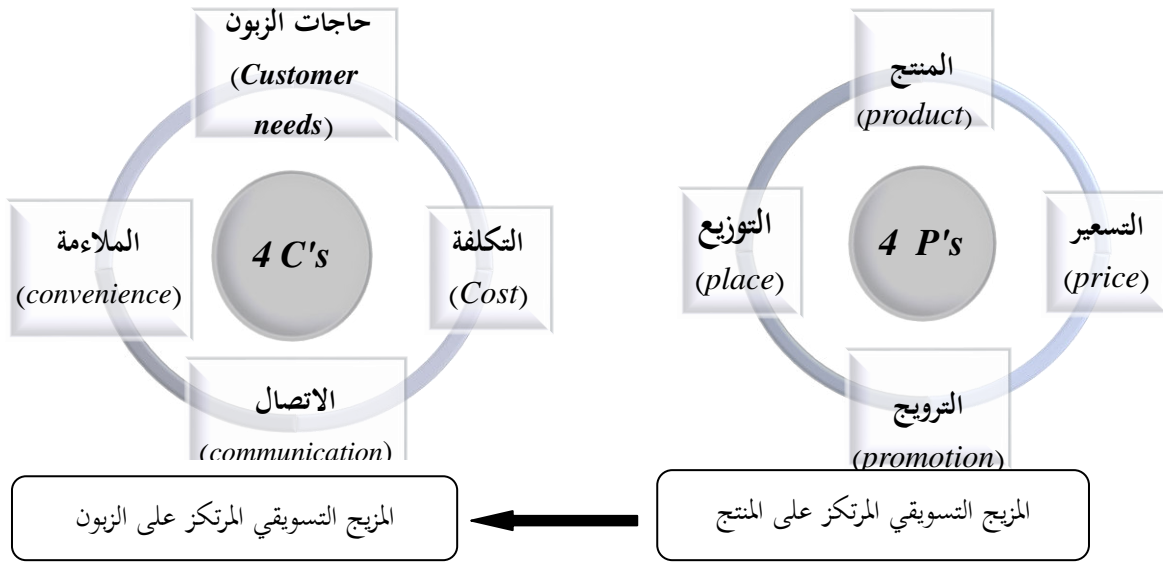 المنتج
(product)
التسعير
(price)
4 P's
التوزيع
(place)
الترويج
(promotion)
المزيج التسويقي المرتكز على المنتج
حاجات الزبون
(Customer
needs)
التكلفة
(Cost)
4 C's
الملاءمة
(convenience)
الاتصال
(communication)
المزيج التسويقي المرتكز على الزبون